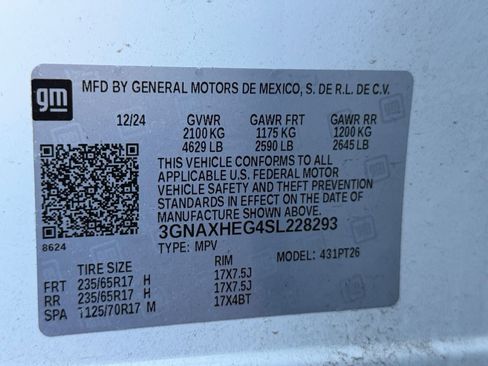 gm
MFD BY GENERAL MOTORS DE MEXICO, S. DE R.L. DE C.V.
12/24 GVWR GAWR FRT GAWR RR
2100 KG 1175 KG 1200 KG
4629 LB 2590 LB 2645 LB
THIS VEHICLE CONFORMS TO ALL
APPLICABLE U.S. FEDERAL MOTOR
VEHICLE SAFETY AND THEFT PREVENTION
STANDARDS IN EFFECT ON THE DATE OF
MANUFACTURE SHOWN ABOVE.
3GNAXHEG4SL228293
8624
TYPE: MPV MODEL: 431PT26
TIRE SIZE RIM
FRT 235/65R17 H 17X7.5J
RR 235/65R17 H 17X7.5J
SPA T125/70R17 M 17X4BT